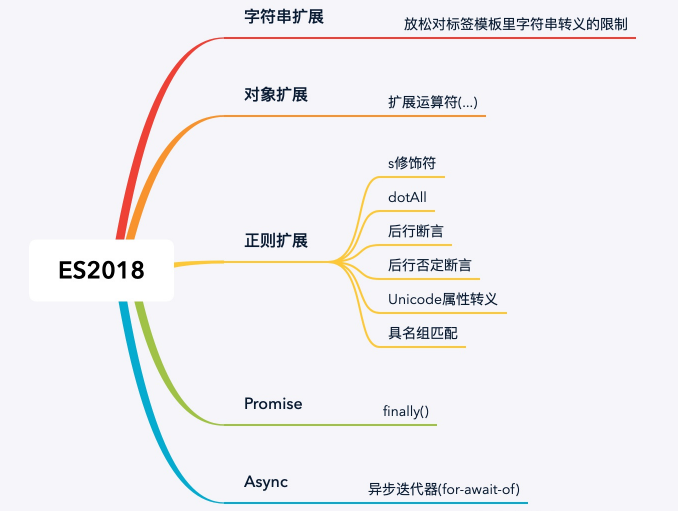 字符串扩展
放松对标签模板里字符串转义的限制
对象扩展
扩展运算符(...)
ES2018
正则扩展
s修饰符
dotAll
后行断言
后行否定断言
Unicode属性转义
具名组匹配
Promise
finally()
Async
异步迭代器(for-await-of)